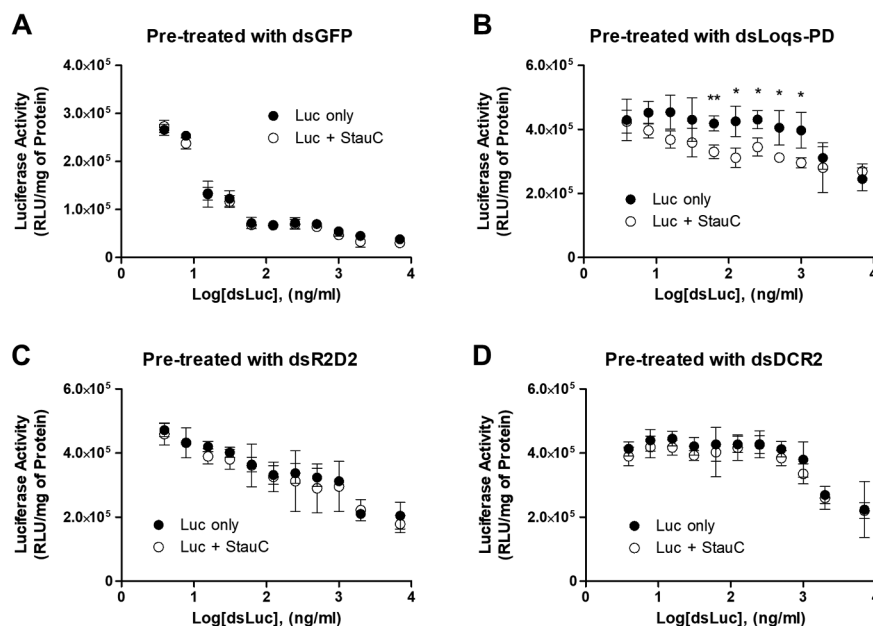 A
Pre-treated with dsGFP
Luciferase Activity
(RLU/mg of Protein)
4.0×10⁵
3.0×10⁵
2.0×10⁵
1.0×10⁵
0
Luc only
Luc + StauC
0 1 2 3 4
Log[dsLuc], (ng/ml)
B
Pre-treated with dsLoqs-PD
Luciferase Activity
(RLU/mg of Protein)
6.0×10⁵
4.0×10⁵
2.0×10⁵
0
** * * * *
Luc only
Luc + StauC
0 1 2 3 4
Log[dsLuc], (ng/ml)
C
Pre-treated with dsR2D2
Luciferase Activity
(RLU/mg of Protein)
6.0×10⁵
4.0×10⁵
2.0×10⁵
0
Luc only
Luc + StauC
0 1 2 3 4
Log[dsLuc], (ng/ml)
D
Pre-treated with dsDCR2
Luciferase Activity
(RLU/mg of Protein)
6.0×10⁵
4.0×10⁵
2.0×10⁵
0
Luc only
Luc + StauC
0 1 2 3 4
Log[dsLuc], (ng/ml)